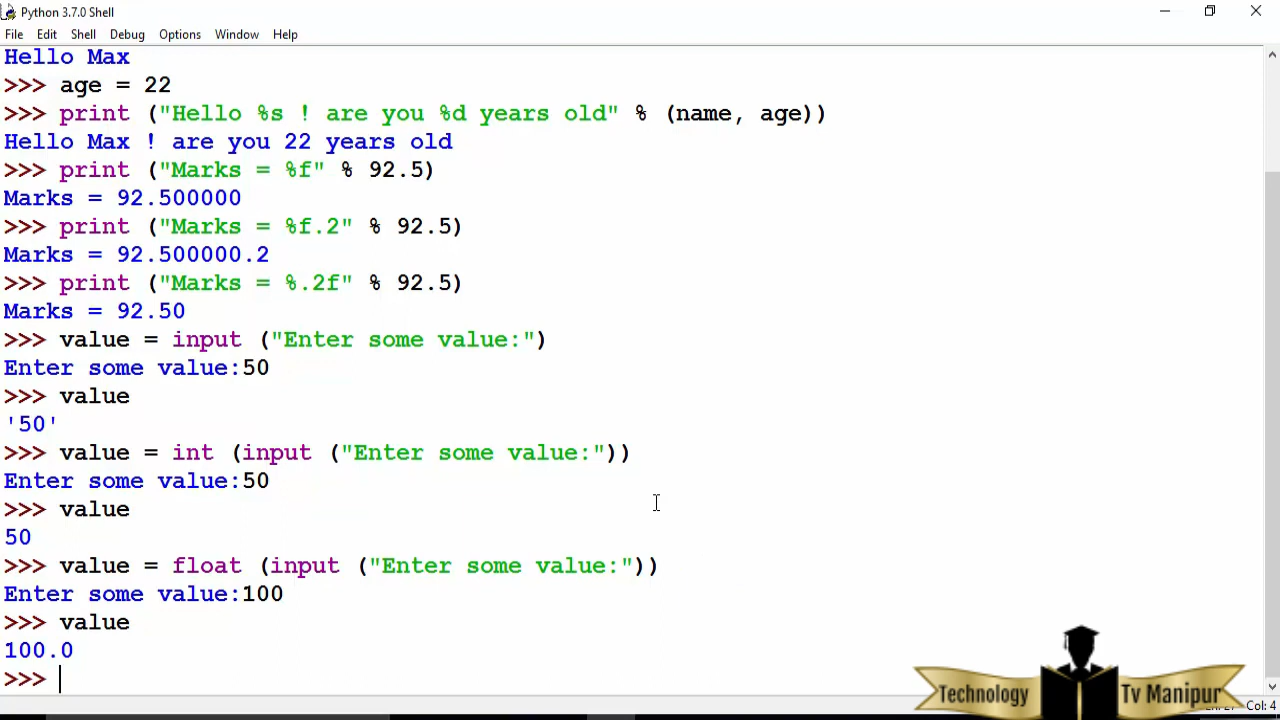 Python 3.7.0 Shell
File Edit Shell Debug Options Window Help
Hello Max
>>> age = 22
>>> print ("Hello %s ! are you %d years old" % (name, age))
Hello Max ! are you 22 years old
>>> print ("Marks = %f" % 92.5)
Marks = 92.500000
>>> print ("Marks = %f.2" % 92.5)
Marks = 92.500000.2
>>> print ("Marks = %.2f" % 92.5)
Marks = 92.50
>>> value = input ("Enter some value:")
Enter some value:50
>>> value
'50'
>>> value = int (input ("Enter some value:"))
Enter some value:50
>>> value
50
>>> value = float (input ("Enter some value:"))
Enter some value:100
>>> value
100.0
>>>
Technology Tv Manipur
Col: 4